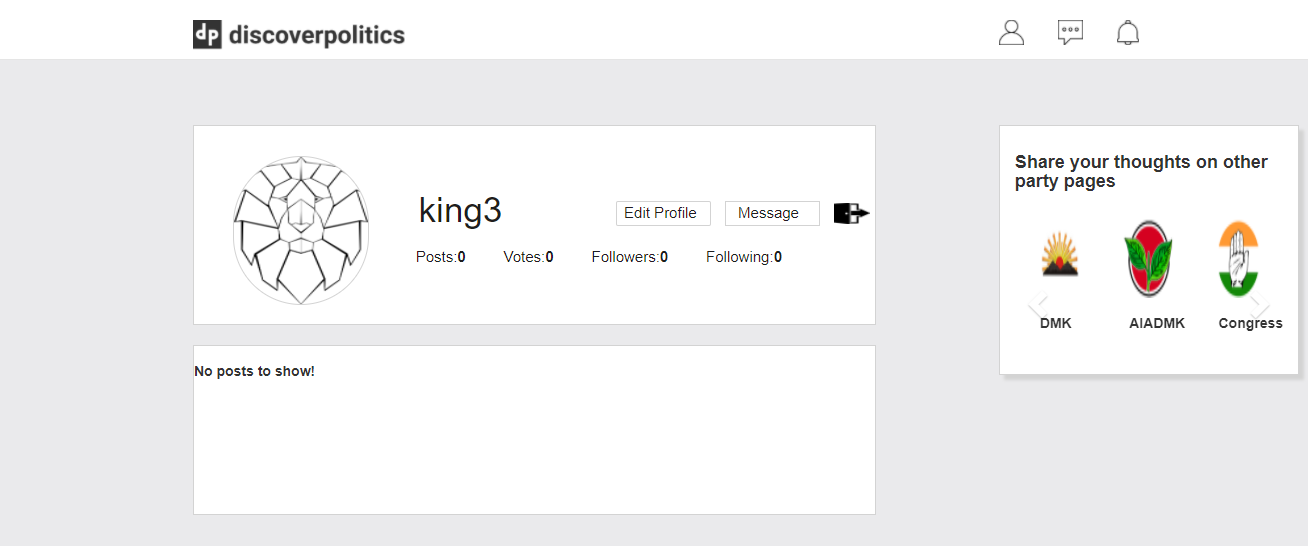 dp discoverpolitics
king3
Edit Profile
Message
Posts:0 Votes:0 Followers:0 Following:0
No posts to show!
Share your thoughts on other
party pages
DMK AIADMK Congress